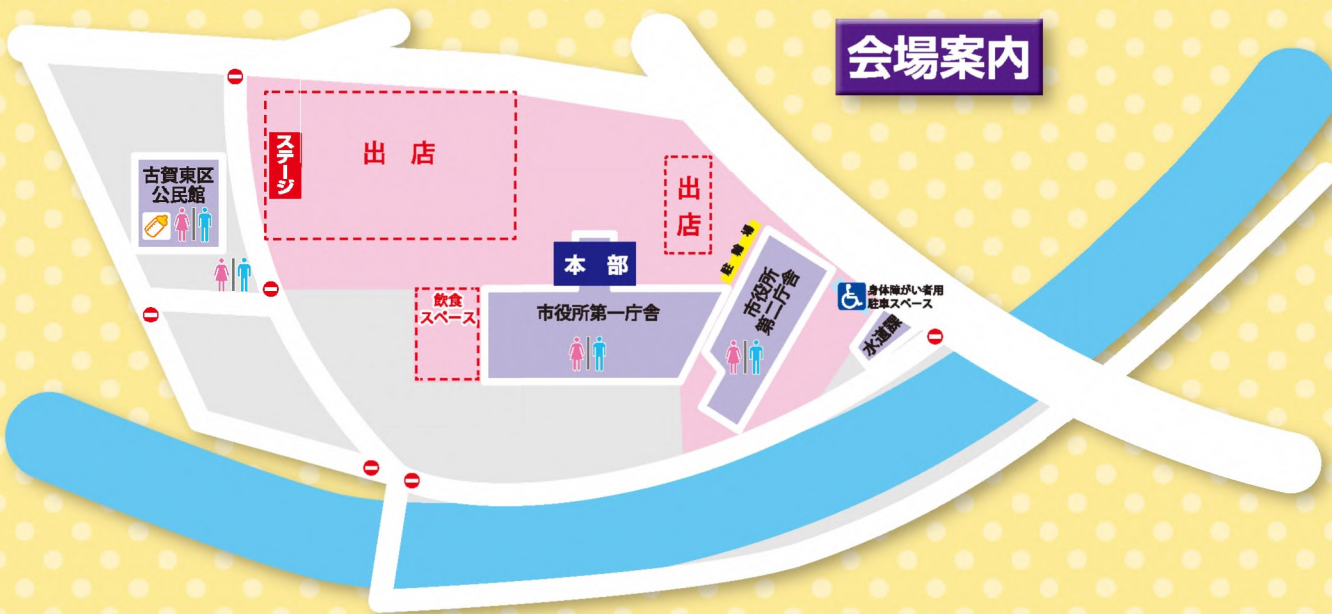 会場案内
ステージ
出 店
古賀東区
公民館
出店
駐輪場
本 部
飲食
スペース
市役所第一庁舎
市役所
第二庁舎
身体障がい者用
駐車スペース
水道課